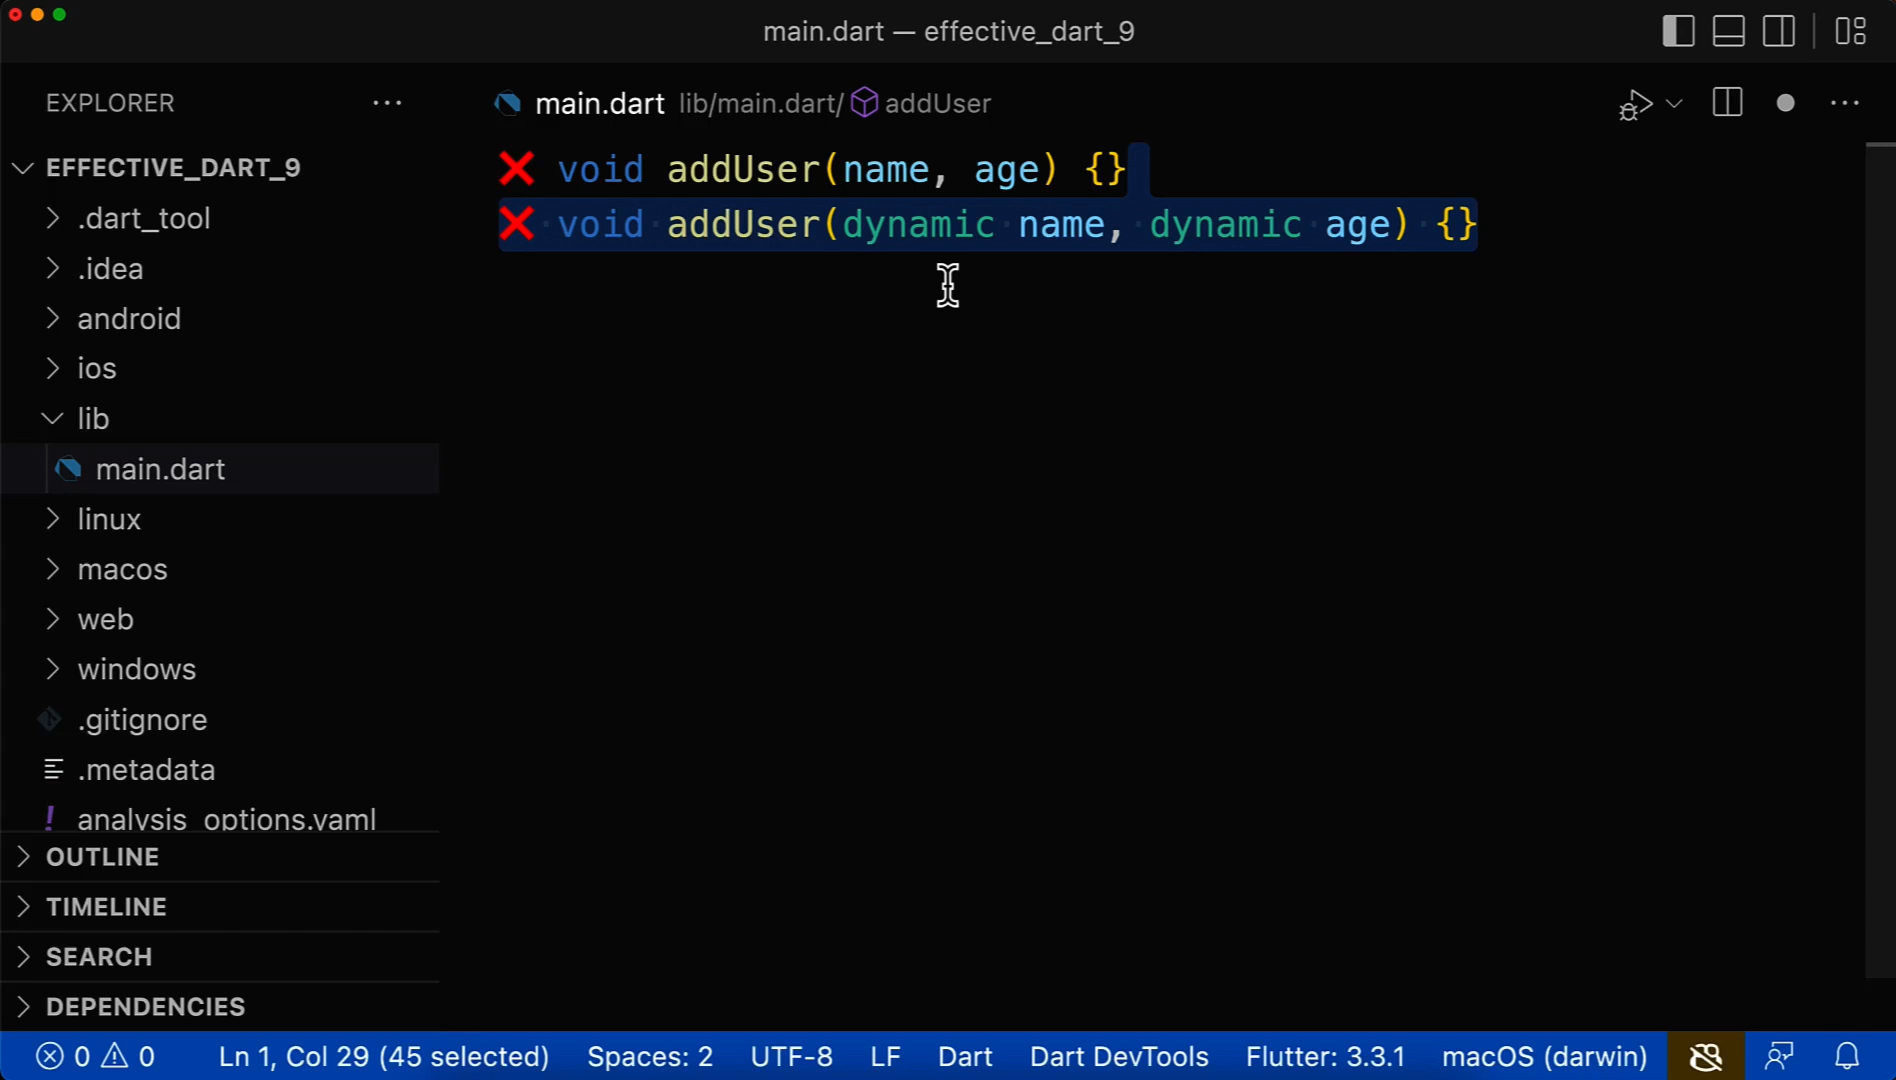 main.dart — effective_dart_9
EXPLORER
main.dart lib/main.dart/ addUser
EFFECTIVE_DART_9
.dart_tool
.idea
android
ios
lib
main.dart
linux
macos
web
windows
.gitignore
.metadata
analysis_options.yaml
OUTLINE
TIMELINE
SEARCH
DEPENDENCIES
❌ void addUser(name, age) {}
❌ void addUser(dynamic name, dynamic age) {}
0 0 Ln 1, Col 29 (45 selected) Spaces: 2 UTF-8 LF Dart Dart DevTools Flutter: 3.3.1 macOS (darwin)